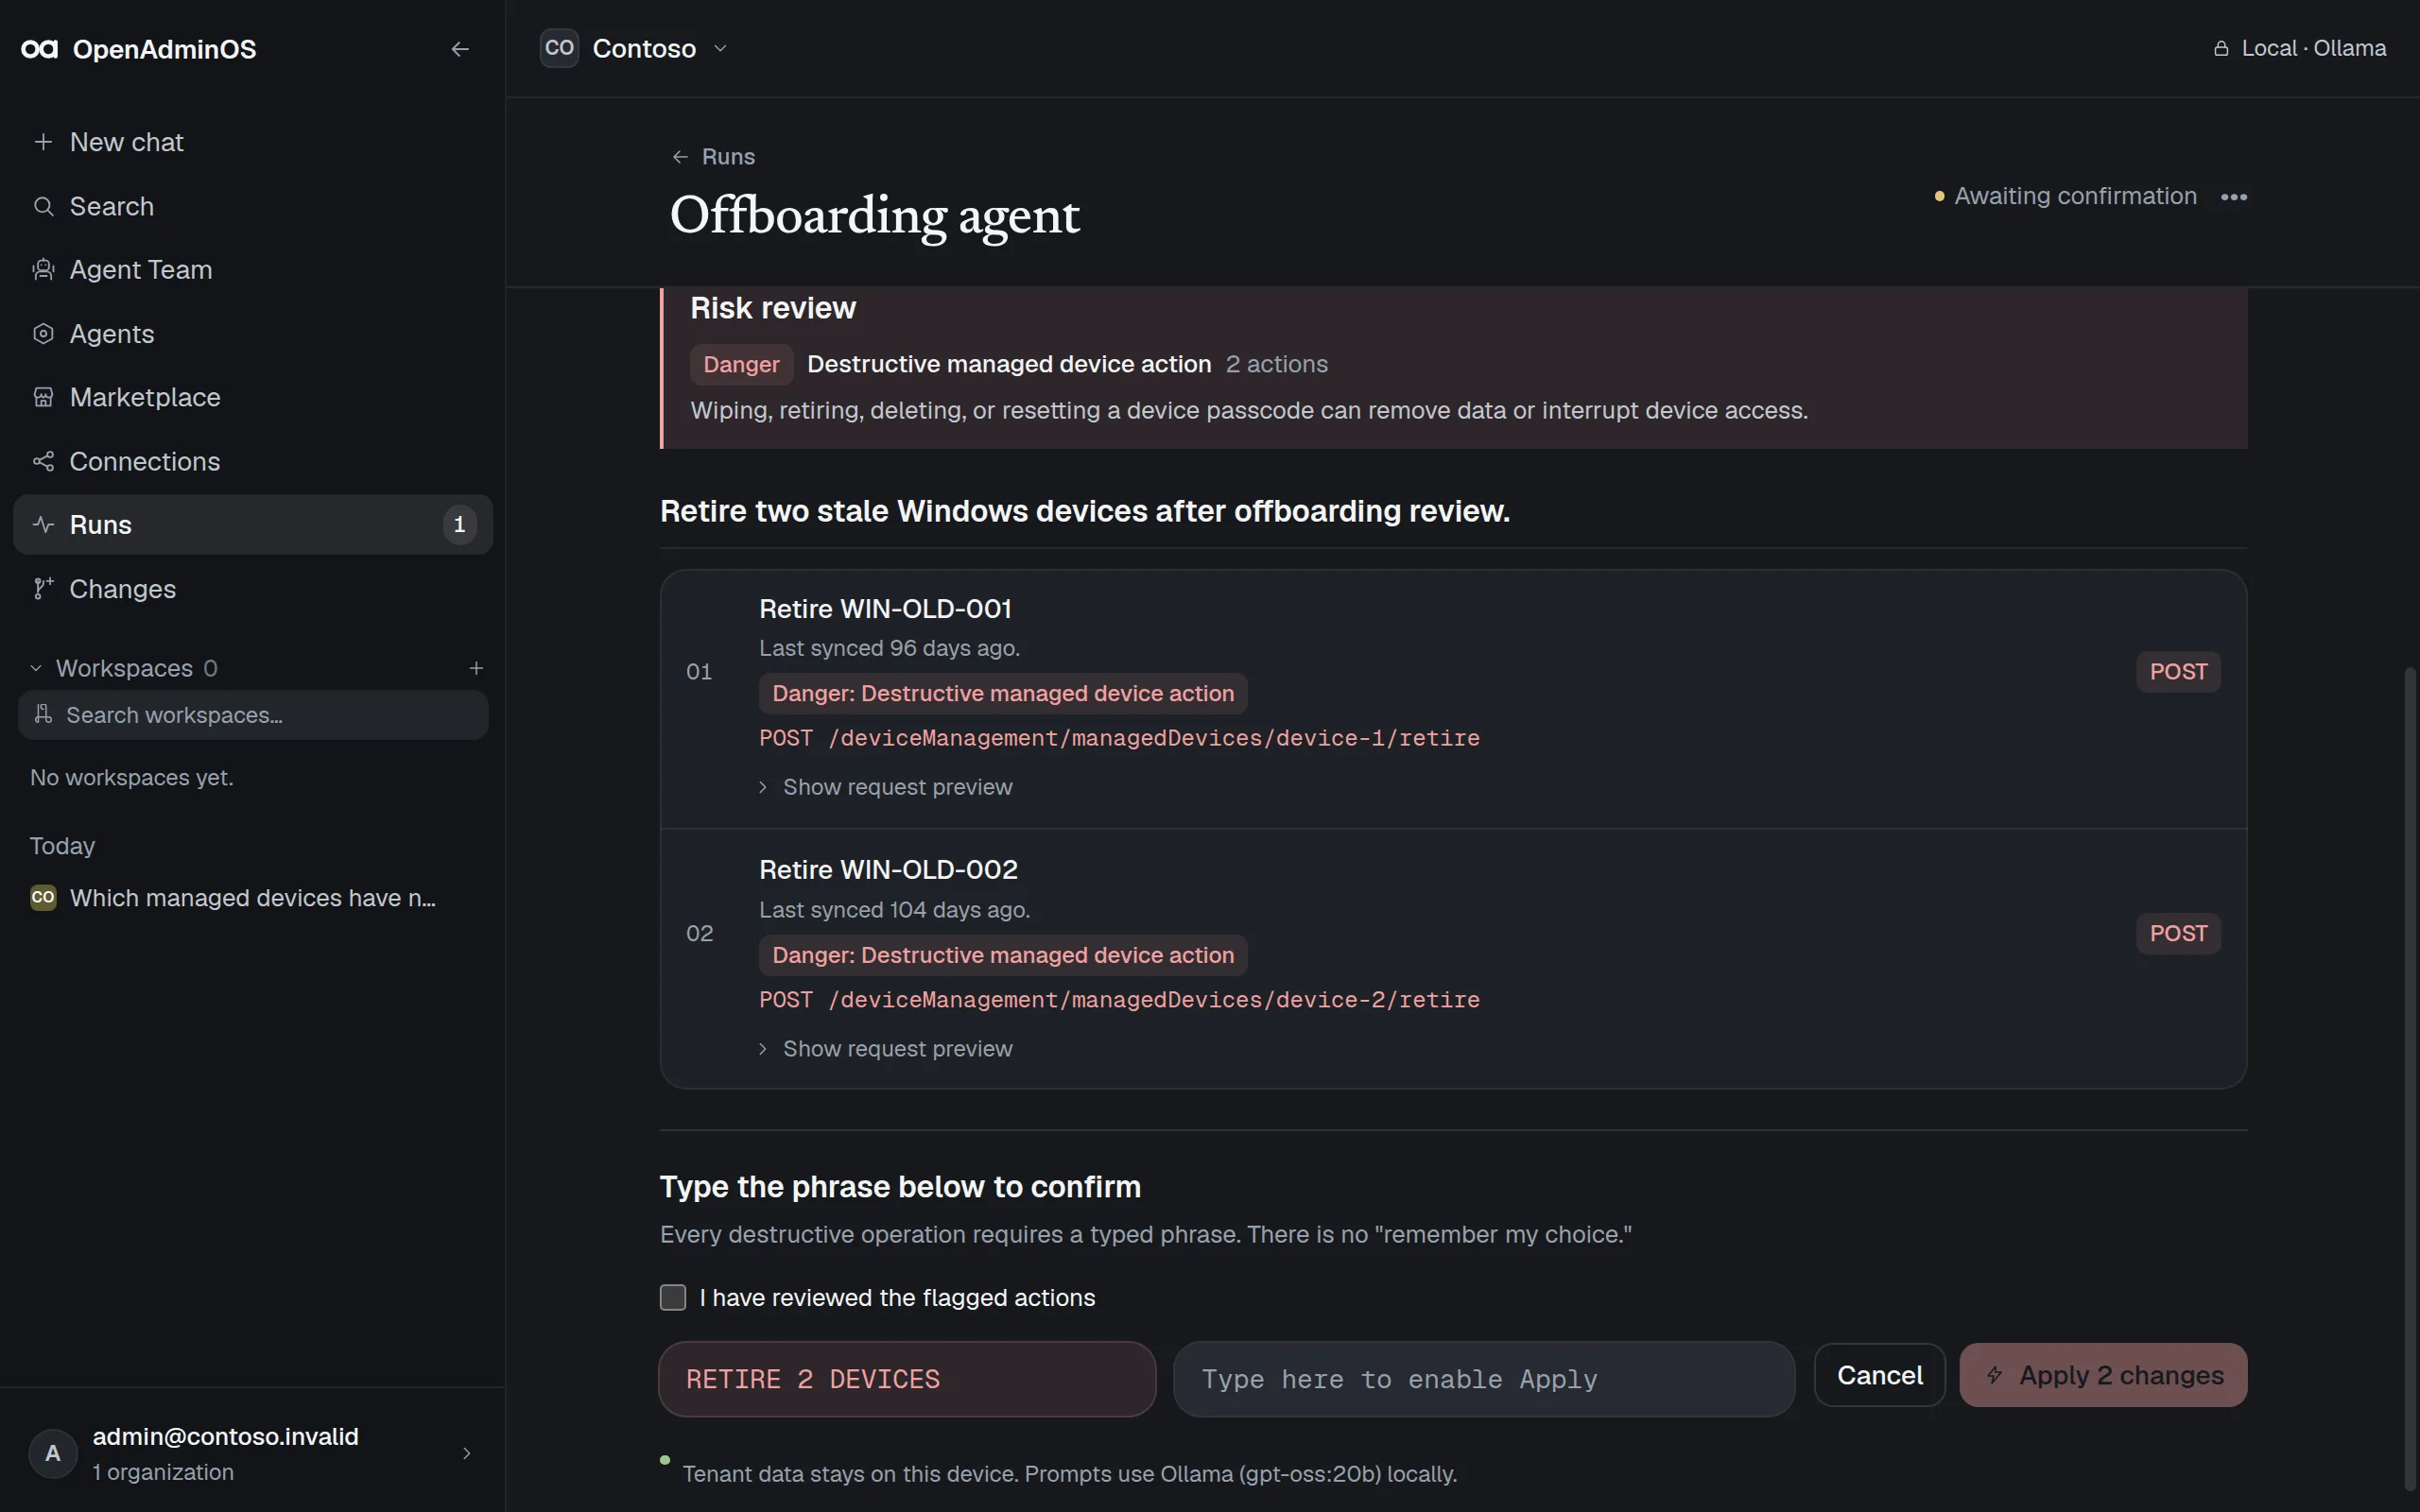 OpenAdminOS
New chat
Search
Agent Team
Agents
Marketplace
Connections
Runs 1
Changes
Workspaces 0
Search workspaces…
No workspaces yet.
Today
CO Which managed devices have n…
A
admin@contoso.invalid
1 organization
CO Contoso
Local · Ollama
Runs
Offboarding agent
Awaiting confirmation
Risk review
Danger Destructive managed device action 2 actions
Wiping, retiring, deleting, or resetting a device passcode can remove data or interrupt device access.
Retire two stale Windows devices after offboarding review.
01
Retire WIN-OLD-001
Last synced 96 days ago.
Danger: Destructive managed device action
POST /deviceManagement/managedDevices/device-1/retire
Show request preview
POST
02
Retire WIN-OLD-002
Last synced 104 days ago.
Danger: Destructive managed device action
POST /deviceManagement/managedDevices/device-2/retire
Show request preview
POST
Type the phrase below to confirm
Every destructive operation requires a typed phrase. There is no "remember my choice."
I have reviewed the flagged actions
RETIRE 2 DEVICES
Type here to enable Apply
Cancel
Apply 2 changes
Tenant data stays on this device. Prompts use Ollama (gpt-oss:20b) locally.